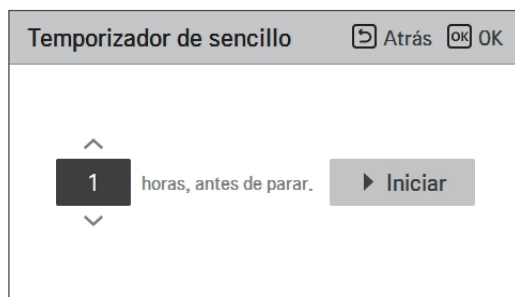 Temporizador de sencillo Atrás OK OK
1 horas, antes de parar. Iniciar